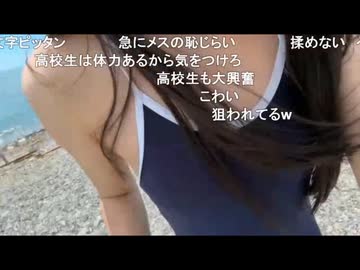 文字ピッタン
急にメスの恥じらい
揉めない
高校生は体力あるから気をつけろ
高校生も大興奮
こわい
狙われてるw